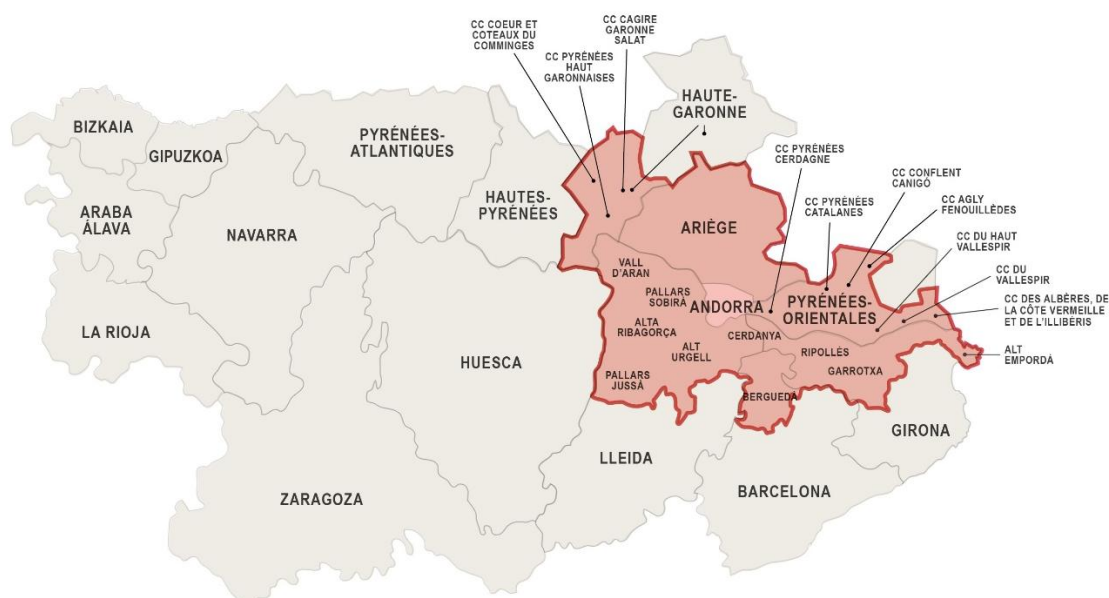 CC COEUR ET
COTEAUX DU
COMMINGES
CC CAGIRE
GARONNE
SALAT
CC PYRÉNÉES
HAUT
GARONNAISES
HAUTE-
GARONNE
BIZKAIA
GIPUZKOA
PYRÉNÉES-
ATLANTIQUES
HAUTES-
PYRÉNÉES
ARABA
ÁLAVA
NAVARRA
LA RIOJA
HUESCA
ZARAGOZA
CC PYRÉNÉES
CERDAGNE
CC CONFLENT
CANIGÓ
CC PYRÉNÉES
CATALANES
CC AGLY
FENOUILLÈDES
CC DU HAUT
VALLESPIR
CC DU
VALLESPIR
CC DES ALBÈRES, DE
LA CÔTE VERMEILLE
ET DE L'ILLIBÉRIS
ARIÈGE
VALL
D'ARAN
PALLARS
SOBIRÀ
ANDORRA
PYRÉNÉES-
ORIENTALES
ALTA
RIBAGORÇA
ALT
URGELL
CERDANYA
RIPOLLÉS
GARROTXA
ALT
EMPORDÁ
PALLARS
JUSSÀ
BERGUEDÀ
LLEIDA
GIRONA
BARCELONA